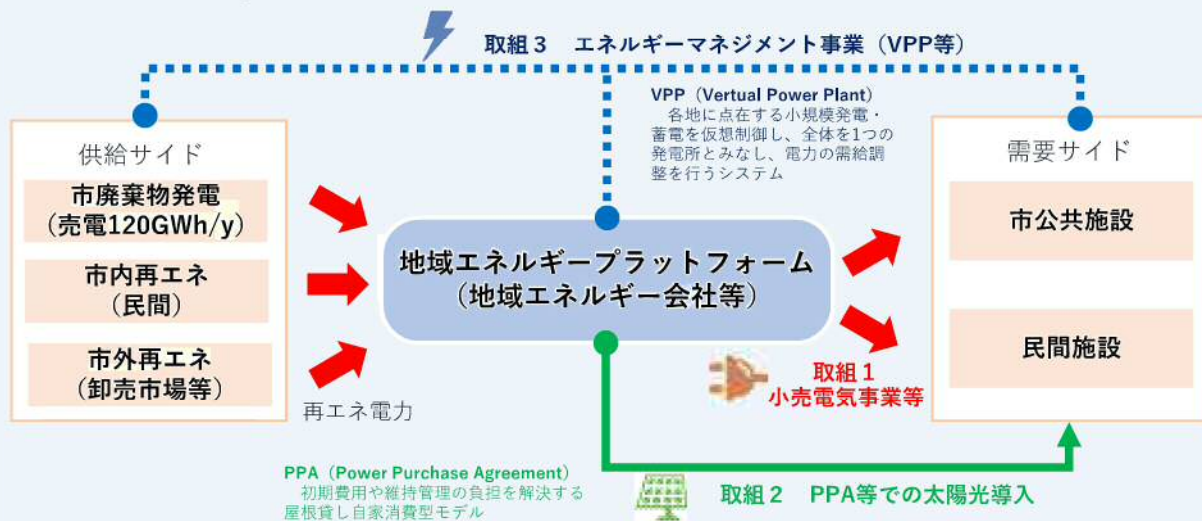 取組3 エネルギーマネジメント事業（VPP等）
VPP（Vertual Power Plant）
各地に点在する小規模発電・
蓄電を仮想制御し、全体を1つの
発電所とみなし、電力の需給調
整を行うシステム
供給サイド
市廃棄物発電
（売電120GWh/y）
市内再エネ
（民間）
市外再エネ
（卸売市場等）
再エネ電力
地域エネルギープラットフォーム
（地域エネルギー会社等）
需要サイド
市公共施設
民間施設
取組1
小売電気事業等
PPA（Power Purchase Agreement）
初期費用や維持管理の負担を解決する
屋根貸し自家消費型モデル
取組2 PPA等での太陽光導入